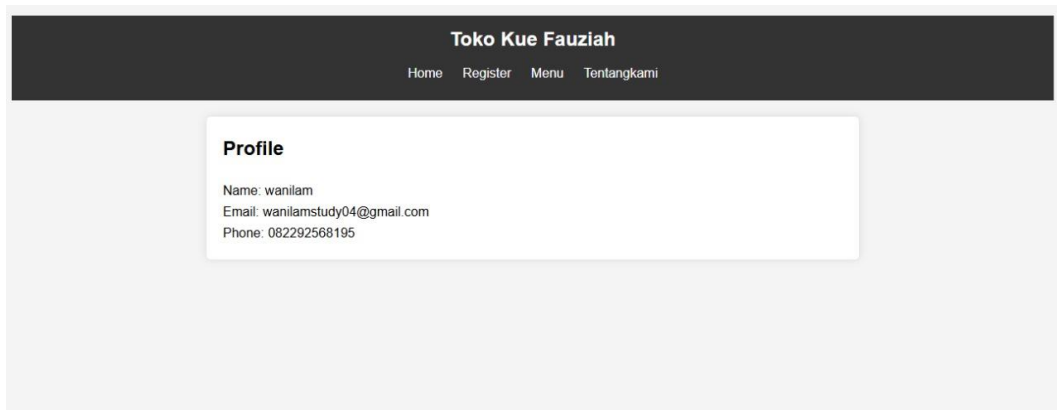 Toko Kue Fauziah
Home Register Menu Tentangkami
Profile
Name: wanilam
Email: wanilamstudy04@gmail.com
Phone: 082292568195